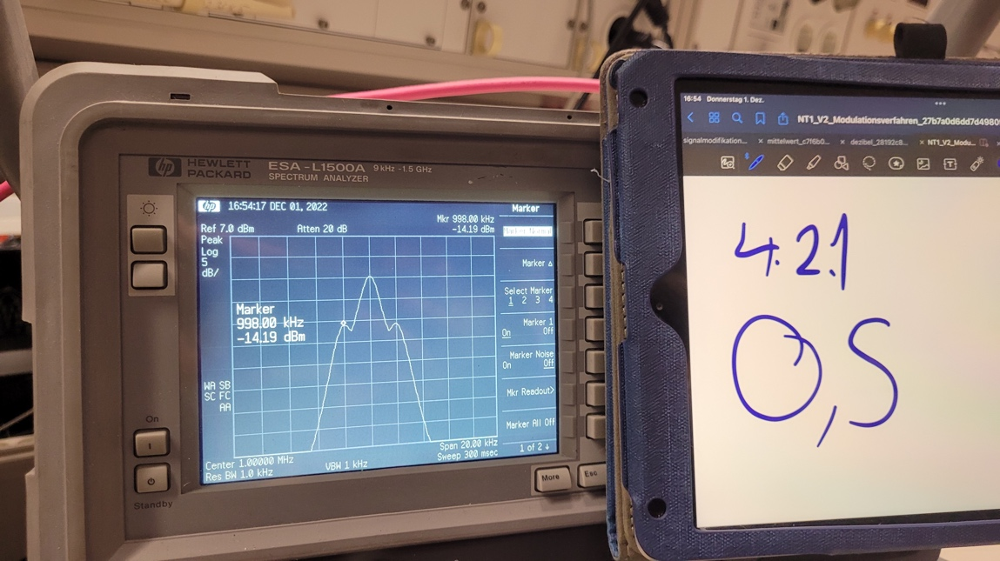 hp HEWLETT PACKARD
ESA - L1500A 9 kHz - 1.5 GHz
SPECTRUM ANALYZER
hp 16:54:17 DEC 01, 2022
Ref 7.0 dBm Atten 20 dB
Mkr 998.00 kHz
-14.19 dBm
Peak
Log
5
dB/
Marker
998.00 kHz
-14.19 dBm
WA SB
SC FC
AA
Center 1.00000 MHz
Res BW 1.0 kHz
VBW 1 kHz
Span 20.00 kHz
Sweep 300 msec
Marker
Marker Normal
Marker Δ
Select Marker
1 2 3 4
Marker 1
On Off
Marker Noise
On Off
Mkr Readout>
Marker All Off
1 of 2 ↓
On
Standby
More
Esc
16:54 Donnerstag 1. Dez.
NT1_V2_Modulationsverfahren_27b7a0d6dd7d4980
signalmodifikation...
mittelwert_c7f6b0...
dezibel_28192c8...
NT1_V2_Modu...
4.2.1
0,5